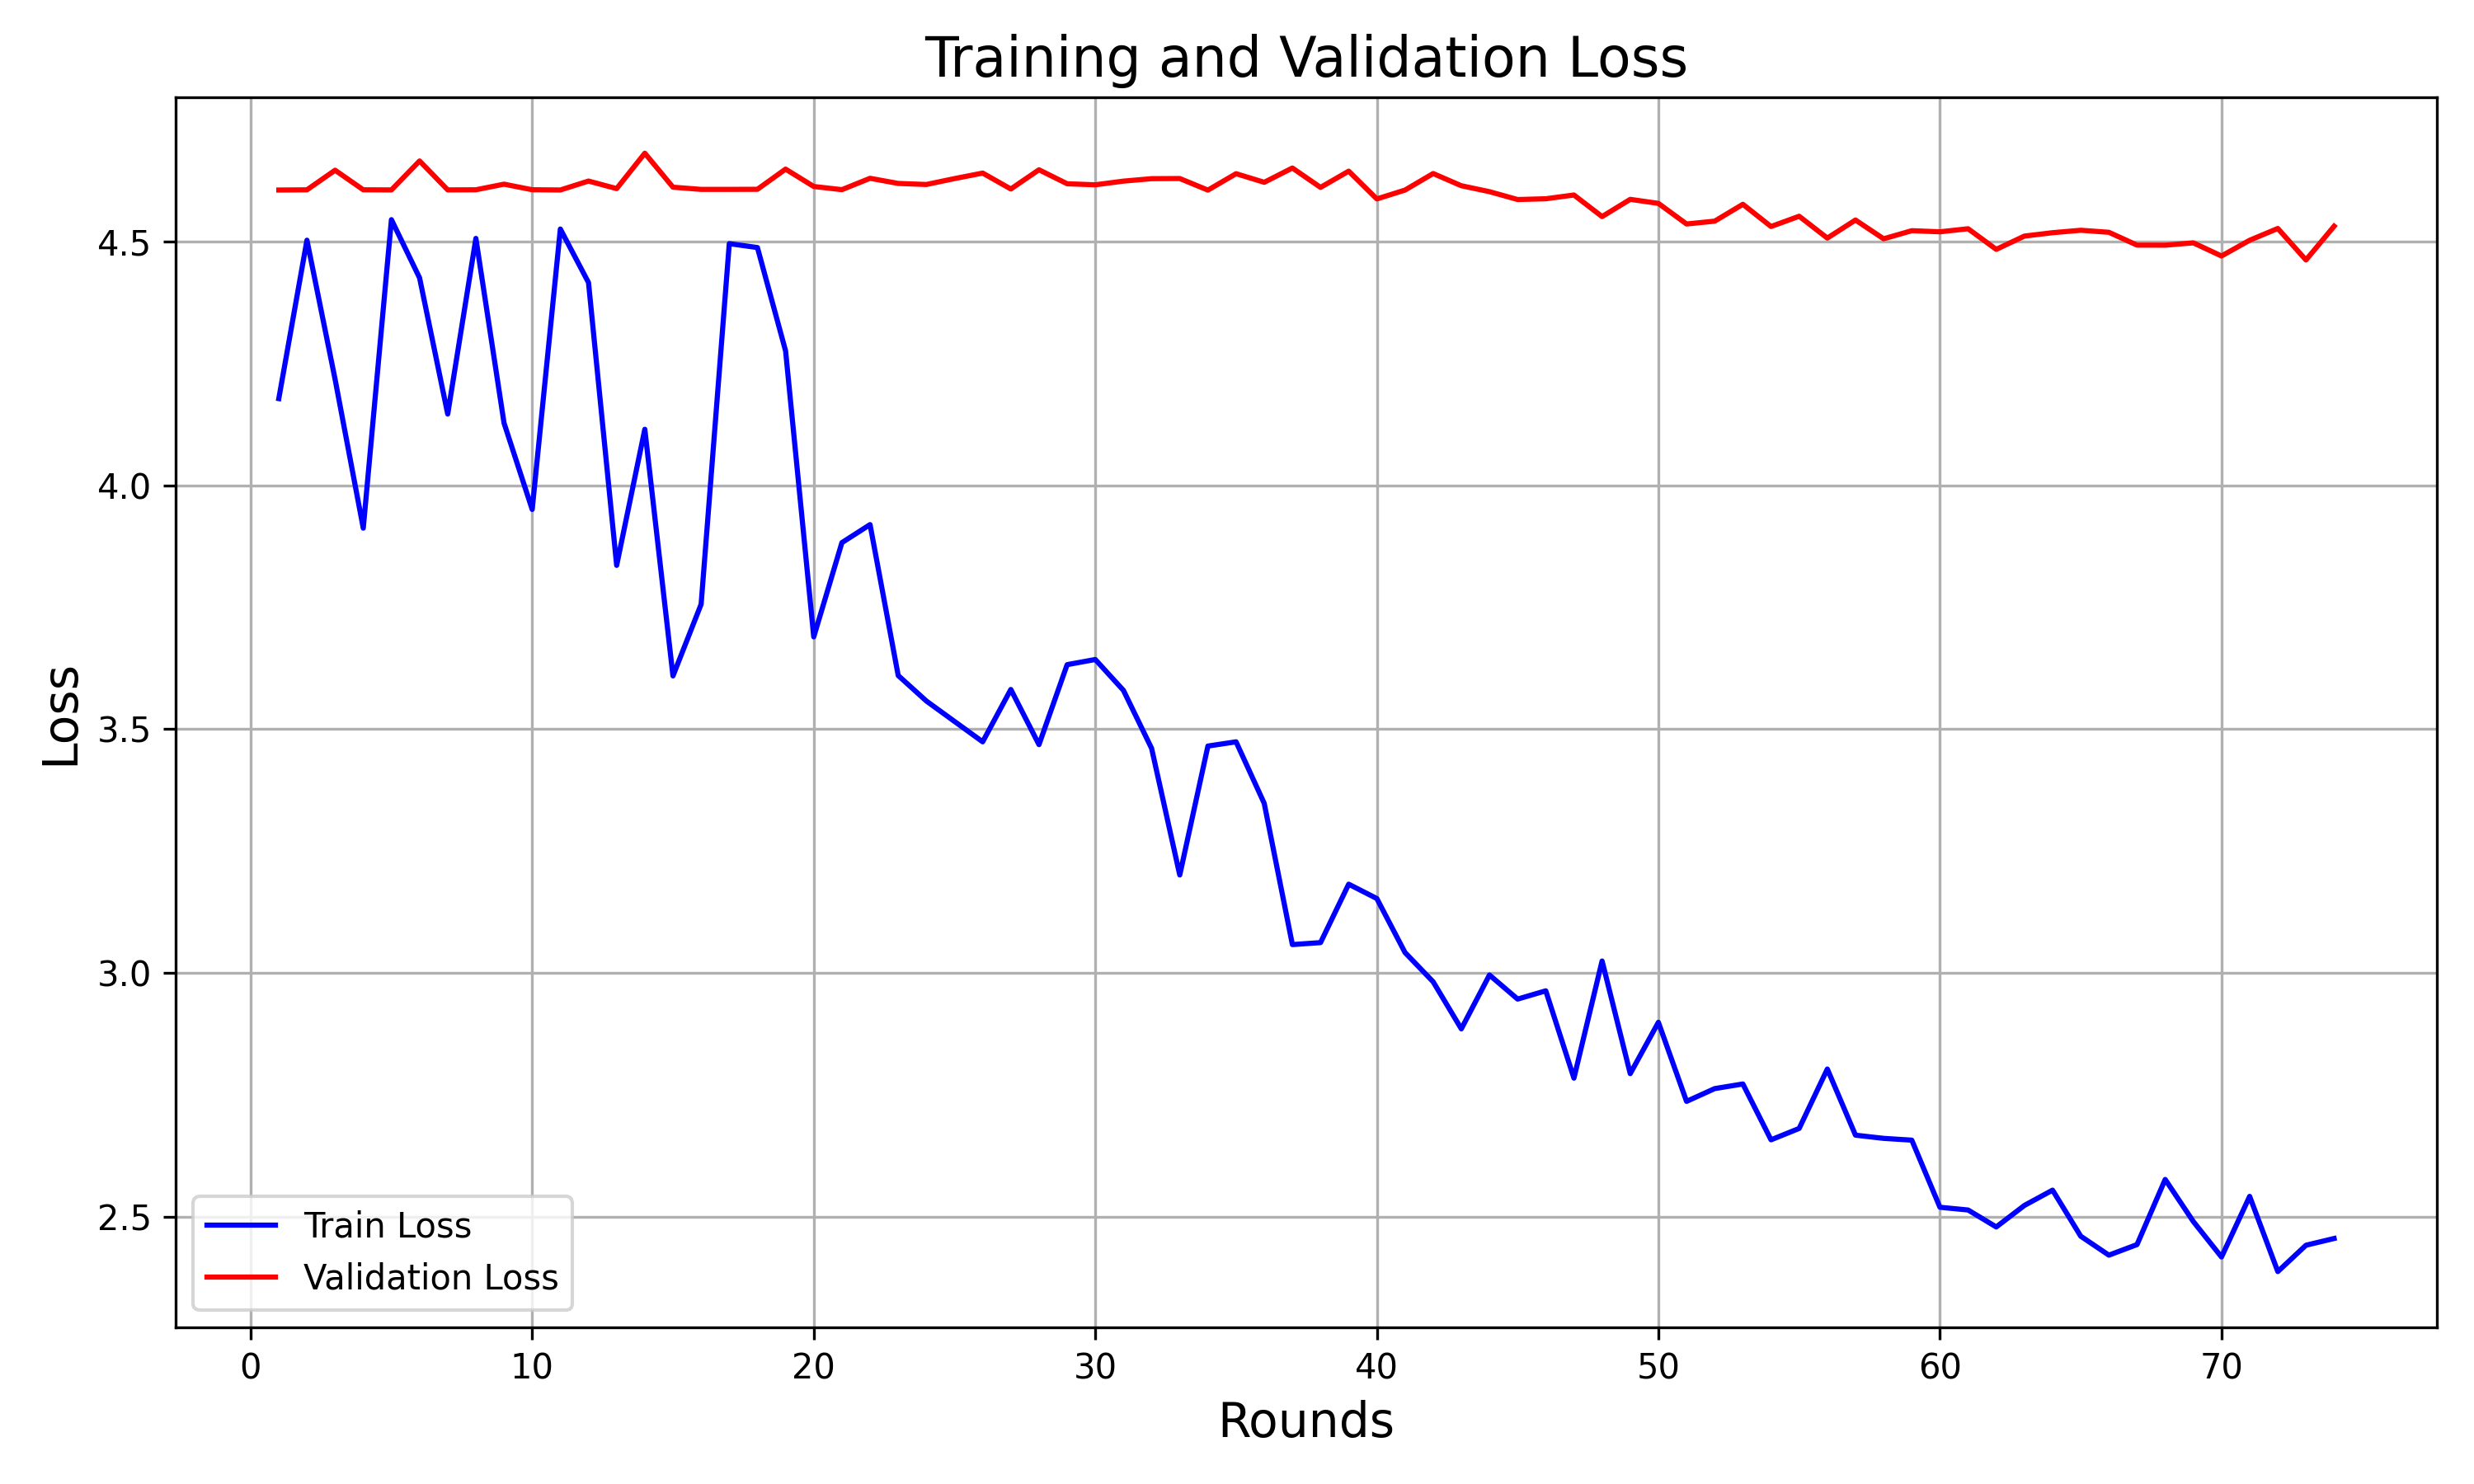 Training and Validation Loss
Loss
4.5
4.0
3.5
3.0
2.5
Train Loss
Validation Loss
0 10 20 30 40 50 60 70
Rounds